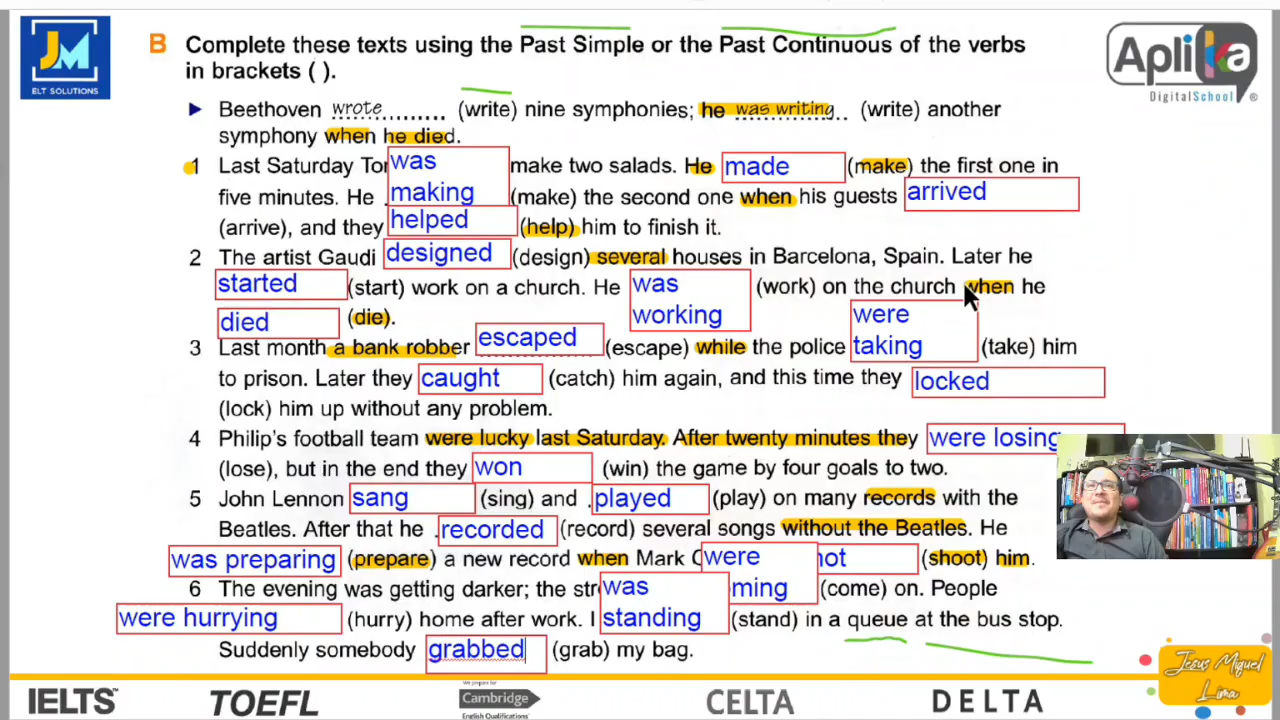 JM
ELT SOLUTIONS
Aplika
DigitalSchool ®
B Complete these texts using the Past Simple or the Past Continuous of the verbs
in brackets ( ).
► Beethoven wrote (write) nine symphonies; he was writing (write) another
symphony when he died.
1 Last Saturday was make two salads. He made (make) the first one in
five minutes. He making (make) the second one when his guests arrived
(arrive), and they helped (help) him to finish it.
2 The artist Gaudi designed (design) several houses in Barcelona, Spain. Later he
started (start) work on a church. He was working (work) on the church when he
died (die).
3 Last month a bank robber escaped (escape) while the police were taking (take) him
to prison. Later they caught (catch) him again, and this time they locked
(lock) him up without any problem.
4 Philip's football team were lucky last Saturday. After twenty minutes they were losing
(lose), but in the end they won (win) the game by four goals to two.
5 John Lennon sang (sing) and played (play) on many records with the
Beatles. After that he recorded (record) several songs without the Beatles. He
was preparing (prepare) a new record when Mark were (shoot) him.
6 The evening was getting darker; the (come) on. People
were hurrying (hurry) home after work. I was standing (stand) in a queue at the bus stop.
Suddenly somebody grabbed (grab) my bag.
Jesus Miguel
Lima
IELTS™ TOEFL We prepare for Cambridge English Qualifications CELTA DELTA